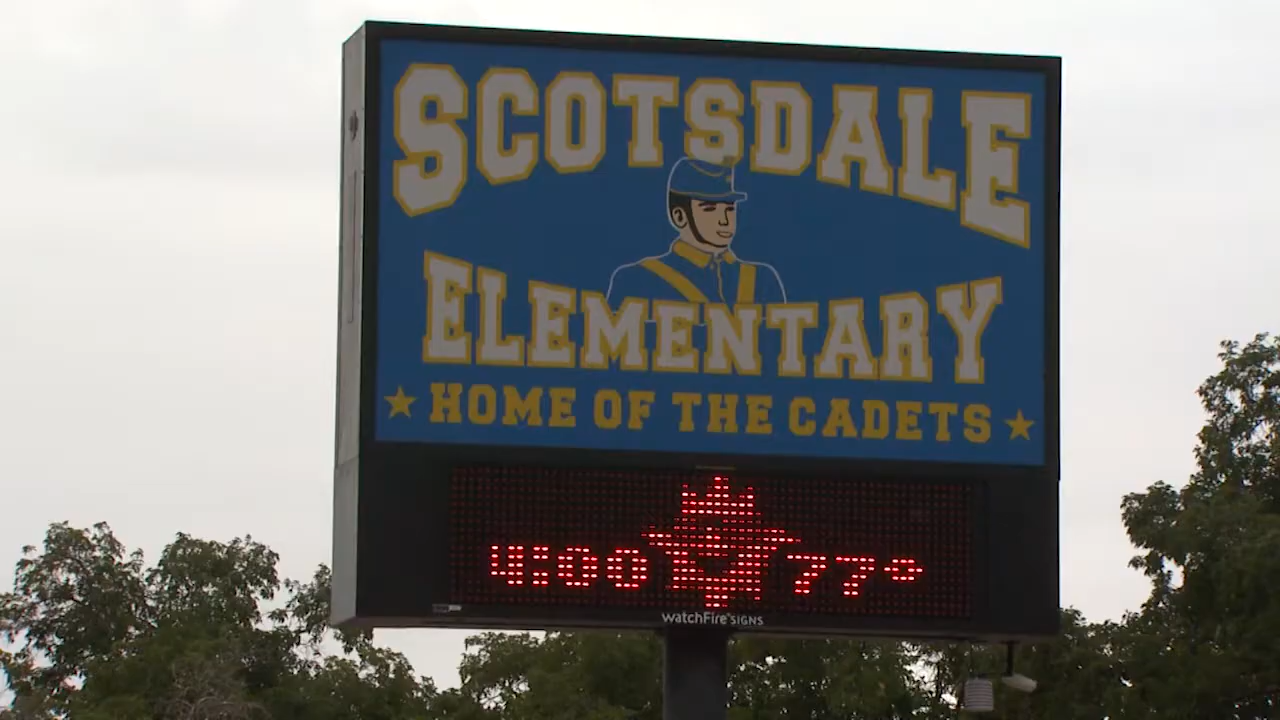 SCOTSDALE
ELEMENTARY
★ HOME OF THE CADETS ★
4:00 77°
watchFire SIGNS